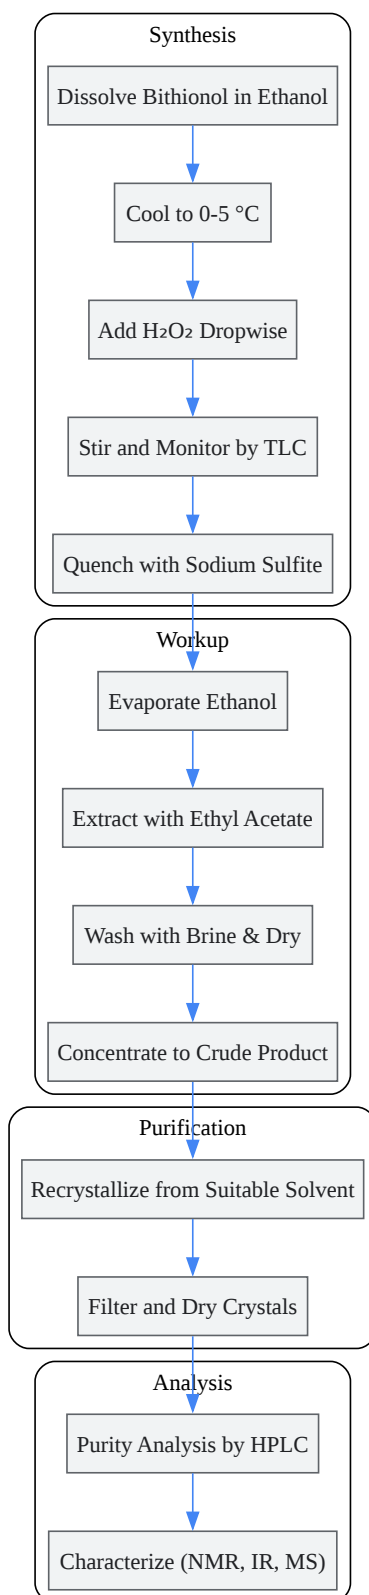 Synthesis
Dissolve Bithionol in Ethanol
Cool to 0-5 °C
Add H₂O₂ Dropwise
Stir and Monitor by TLC
Quench with Sodium Sulfite
Workup
Evaporate Ethanol
Extract with Ethyl Acetate
Wash with Brine & Dry
Concentrate to Crude Product
Purification
Recrystallize from Suitable Solvent
Filter and Dry Crystals
Analysis
Purity Analysis by HPLC
Characterize (NMR, IR, MS)